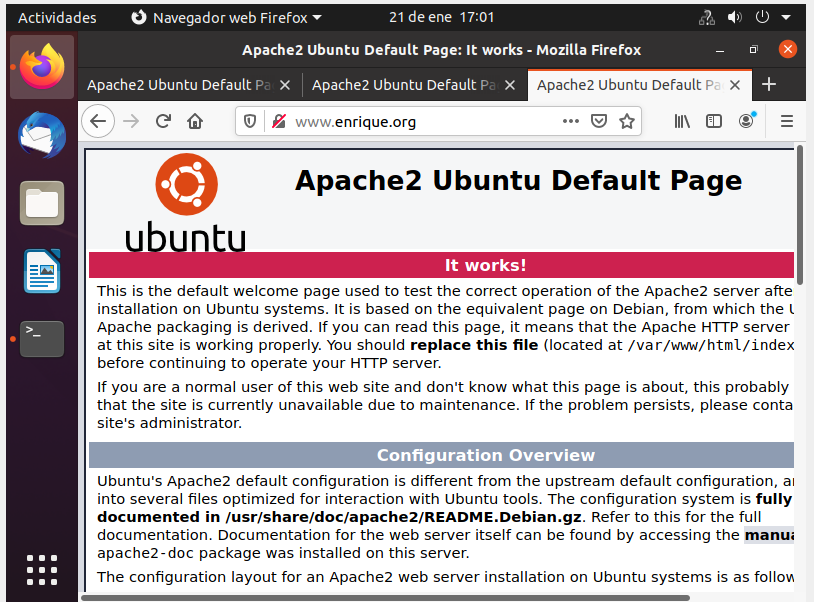 Actividades
Navegador web Firefox
21 de ene 17:01
Apache2 Ubuntu Default Page: It works - Mozilla Firefox
Apache2 Ubuntu Default Pa
Apache2 Ubuntu Default Pa
Apache2 Ubuntu Default Pa
www.enrique.org
ubuntu
Apache2 Ubuntu Default Page
It works!
This is the default welcome page used to test the correct operation of the Apache2 server afte
installation on Ubuntu systems. It is based on the equivalent page on Debian, from which the U
Apache packaging is derived. If you can read this page, it means that the Apache HTTP server
at this site is working properly. You should replace this file (located at /var/www/html/index
before continuing to operate your HTTP server.
If you are a normal user of this web site and don't know what this page is about, this probably
that the site is currently unavailable due to maintenance. If the problem persists, please conta
site's administrator.
Configuration Overview
Ubuntu's Apache2 default configuration is different from the upstream default configuration, a
into several files optimized for interaction with Ubuntu tools. The configuration system is fully
documented in /usr/share/doc/apache2/README.Debian.gz. Refer to this for the full
documentation. Documentation for the web server itself can be found by accessing the manua
apache2-doc package was installed on this server.
The configuration layout for an Apache2 web server installation on Ubuntu systems is as follow